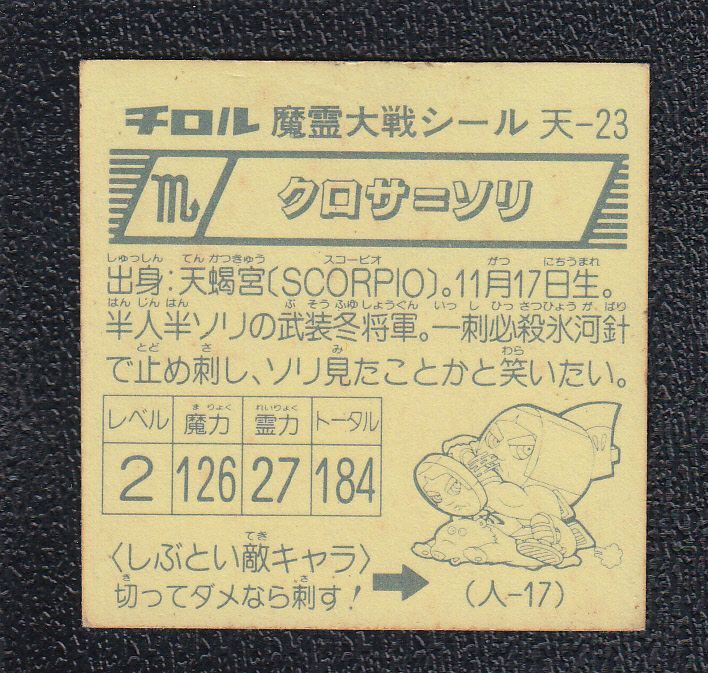 チロル 魔霊大戦シール 天-23
♏ クロサ=ソリ
しゅっしん てんかつきゅう スコーピオ がつ にちうまれ
出身:天蝎宮〔SCORPIO〕。11月17日生。
はんじんはん ぶそうふゆしょうぐん いっしひっさつひょうがばり
半人半ソリの武装冬将軍。一刺必殺氷河針
とど さ み わら
で止め刺し、ソリ見たことかと笑いたい。
まりょく れいりょく
レベル 魔力 霊力 トータル
2 126 27 184
てき
〈しぶとい敵キャラ〉
き さ
切ってダメなら刺す! ➡ (人-17)